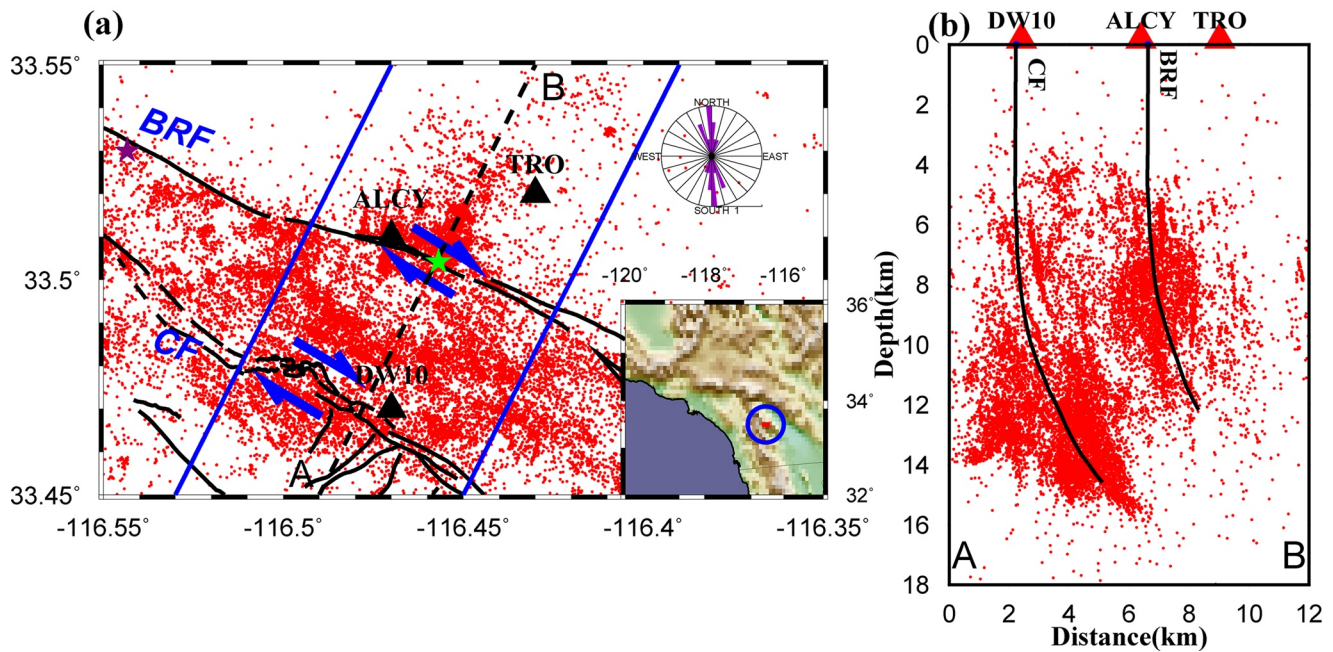 (a)
33.55°
33.5°
33.45°
-116.55°
-116.5°
-116.45°
-116.4°
-116.35°
BRF
CF
ALCY
TRO
DW10
A
B
NORTH
WEST
EAST
SOUTH 1
-120°
-118°
-116°
36°
34°
32°
(b)
DW10
ALCY
TRO
CF
BRF
0
2
4
6
8
10
12
14
16
18
Depth(km)
A
B
0
2
4
6
8
10
12
Distance(km)